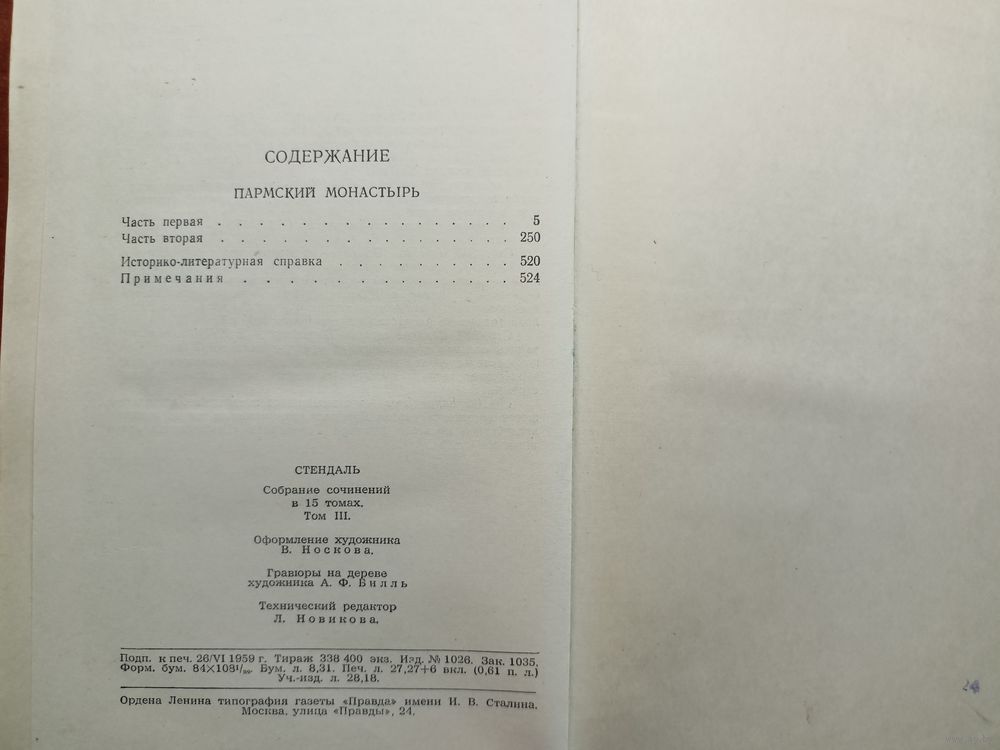 СОДЕРЖАНИЕ
ПАРМСКИЙ МОНАСТЫРЬ
Часть первая . . . . . . . . . . . . . . . . 5
Часть вторая . . . . . . . . . . . . . . . 250
Историко-литературная справка . . . . . . . . . 520
Примечания . . . . . . . . . . . . . 524
СТЕНДАЛЬ
Собрание сочинений
в 15 томах.
Том III.
Оформление художника
В. Носкова.
Гравюры на дереве
художника А. Ф. Билль
Технический редактор
Л. Новикова.
Подп. к печ. 26/VI 1959 г. Тираж 338 400 экз. Изд. № 1026. Зак. 1035.
Форм. бум. 84×108¹/₃₂. Бум. л. 8,31. Печ. л. 27,27+6 вкл. (0,61 п. л.)
Уч.-изд. л. 28,18.
Ордена Ленина типография газеты «Правда» имени И. В. Сталина.
Москва, улица «Правды», 24.